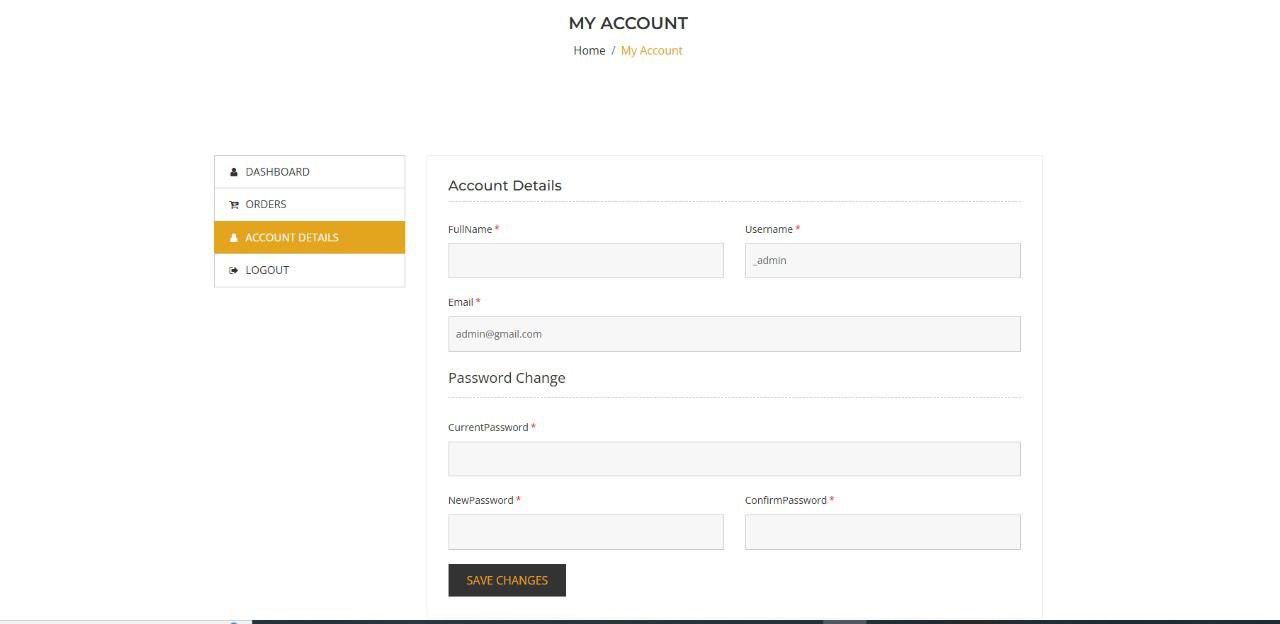 MY ACCOUNT
Home / My Account
DASHBOARD
ORDERS
ACCOUNT DETAILS
LOGOUT
Account Details
FullName *
Username *
_admin
Email *
admin@gmail.com
Password Change
CurrentPassword *
NewPassword *
ConfirmPassword *
SAVE CHANGES